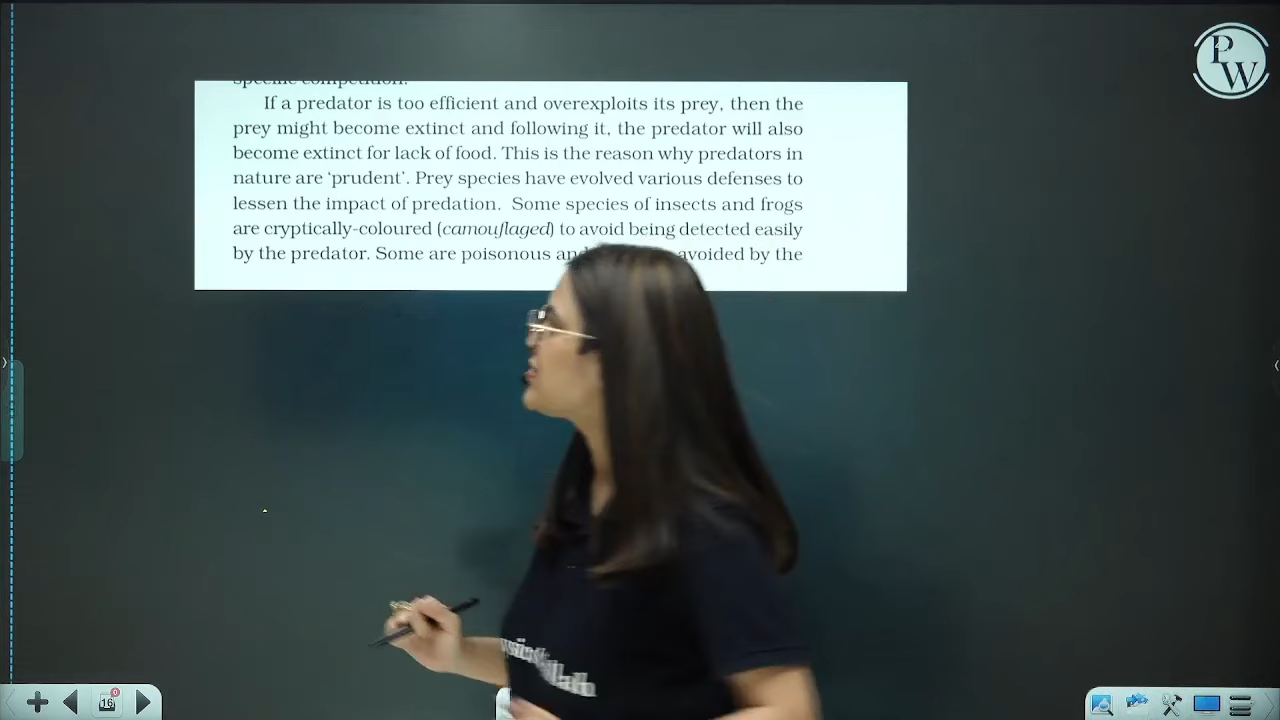 specific competition.
If a predator is too efficient and overexploits its prey, then the
prey might become extinct and following it, the predator will also
become extinct for lack of food. This is the reason why predators in
nature are ‘prudent’. Prey species have evolved various defenses to
lessen the impact of predation. Some species of insects and frogs
are cryptically-coloured (camouflaged) to avoid being detected easily
by the predator. Some are poisonous and avoided by the
PW
16
0